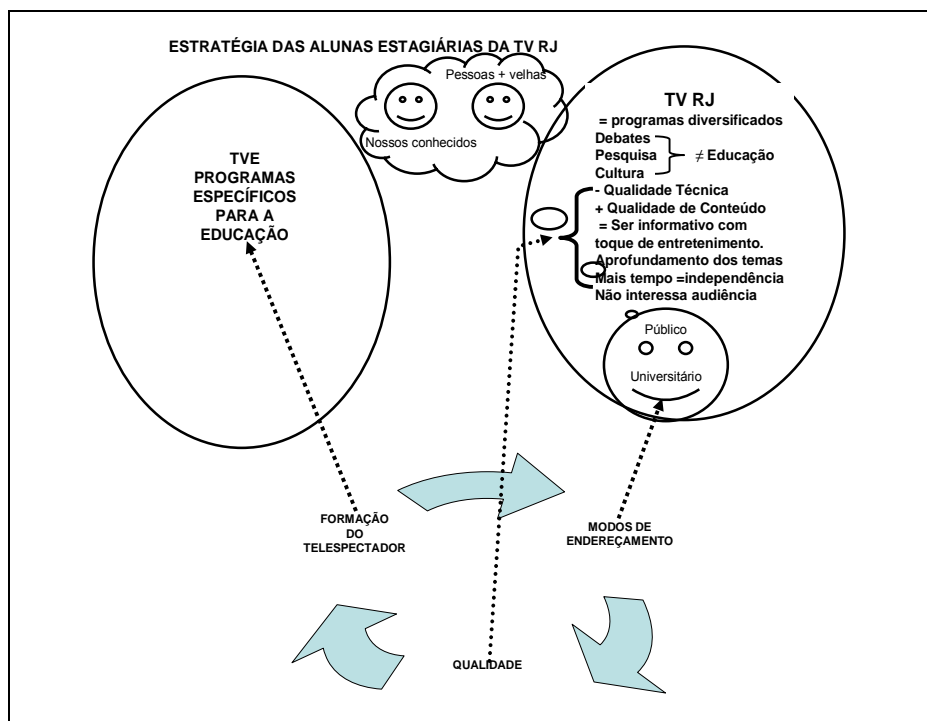 ESTRATÉGIA DAS ALUNAS ESTAGIÁRIAS DA TV RJ
Pessoas + velhas
Nossos conhecidos
TVE
PROGRAMAS
ESPECÍFICOS
PARA A
EDUCAÇÃO
TV RJ
= programas diversificados
Debates
Pesquisa
Cultura
≠ Educação
- Qualidade Técnica
+ Qualidade de Conteúdo
= Ser informativo com
toque de entretenimento.
Aprofundamento dos temas
Mais tempo =independência
Não interessa audiência
Público
Universitário
FORMAÇÃO
DO
TELESPECTADOR
MODOS DE
ENDEREÇAMENTO
QUALIDADE